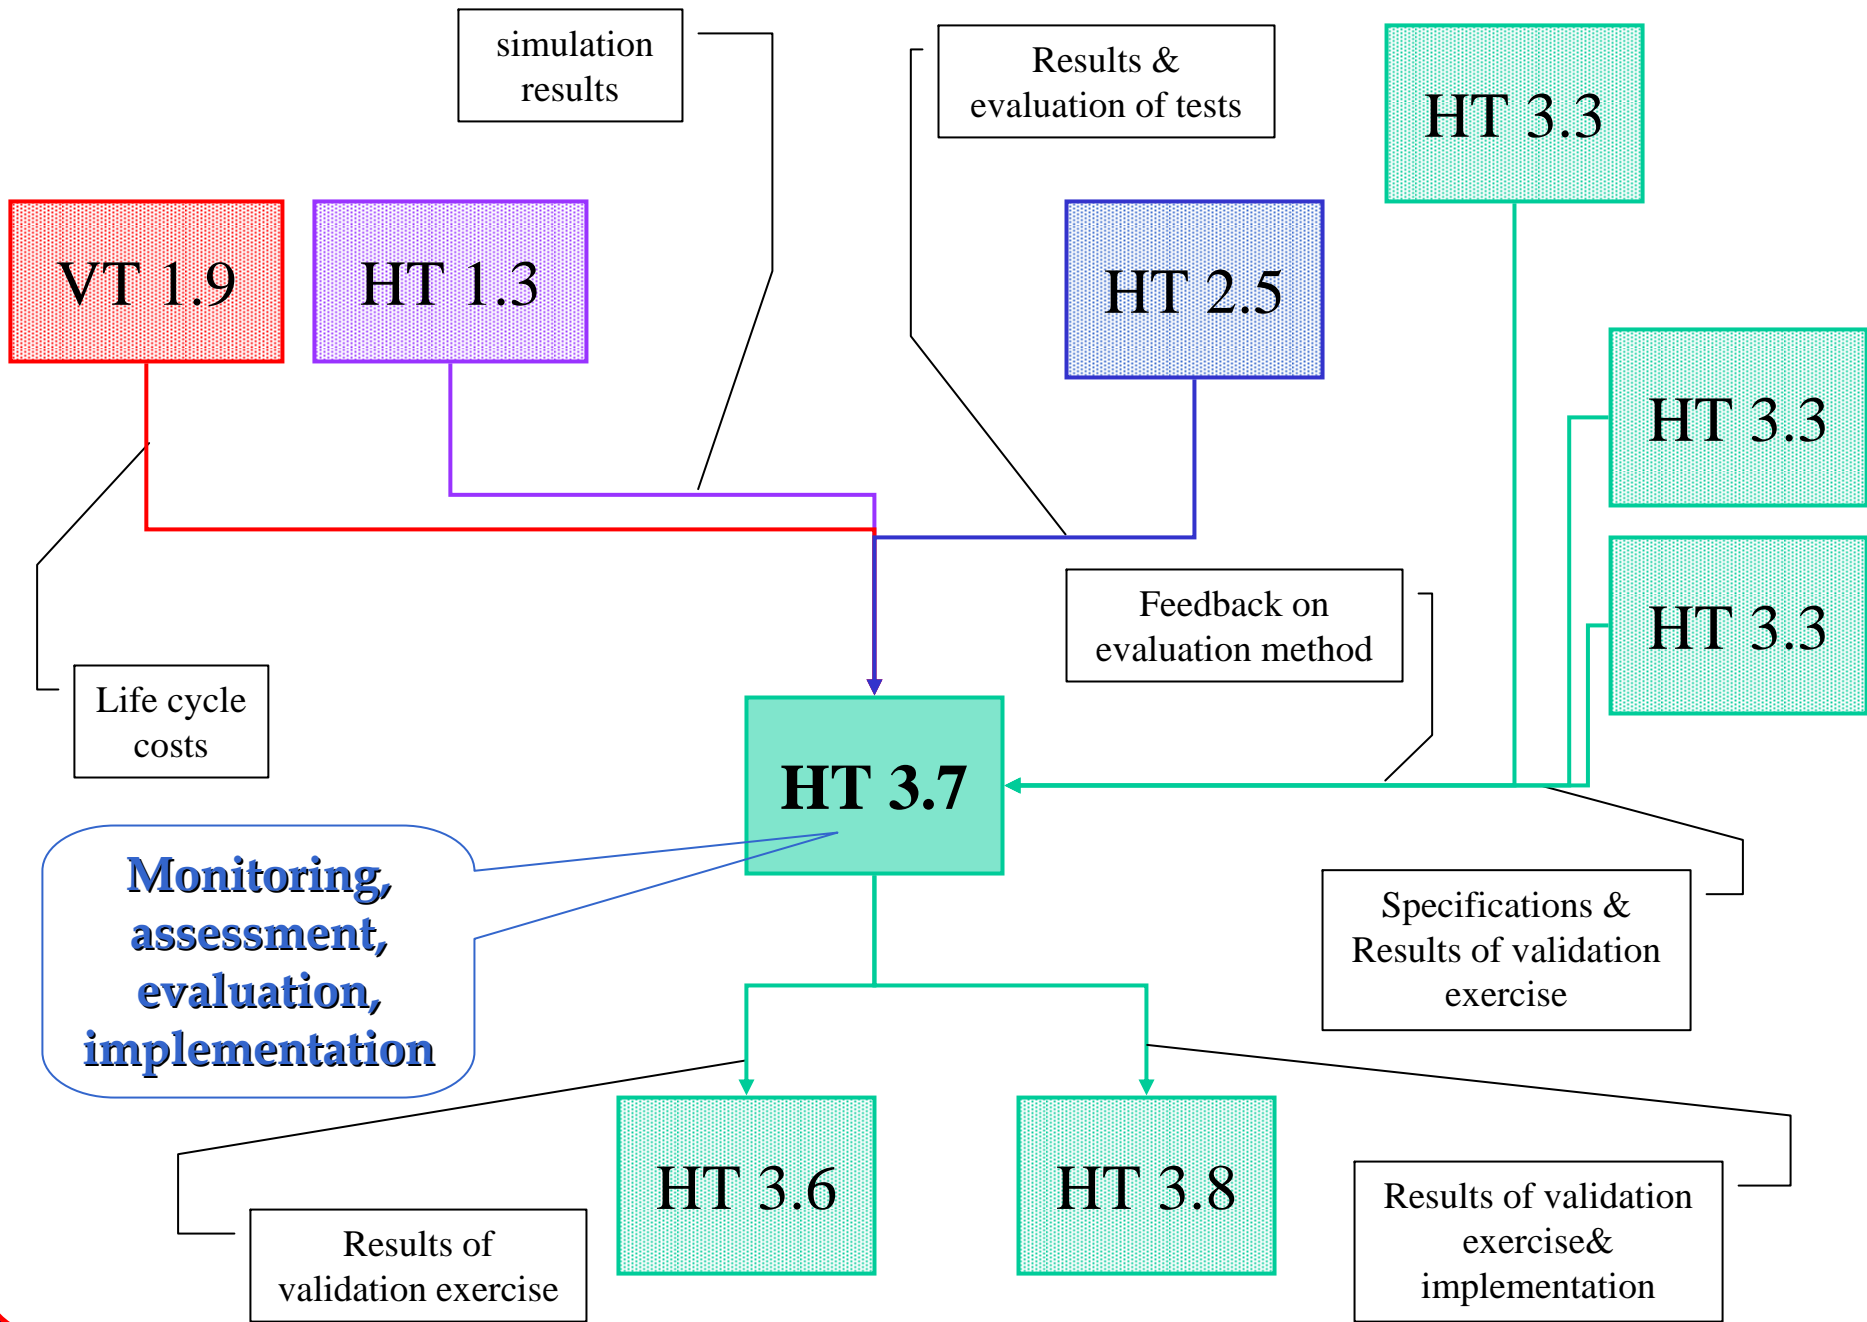 simulation
results
Results &
evaluation of tests
HT 3.3
VT 1.9
HT 1.3
HT 2.5
HT 3.3
HT 3.3
Feedback on
evaluation method
Life cycle
costs
HT 3.7
Monitoring,
assessment,
evaluation,
implementation
Specifications &
Results of validation
exercise
HT 3.6
HT 3.8
Results of
validation exercise
Results of validation
exercise&
implementation